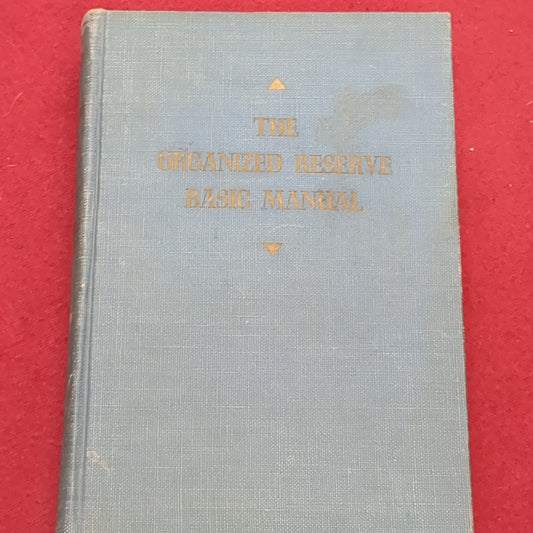 THE
ORGANIZED RESERVE
BASIC MANUAL